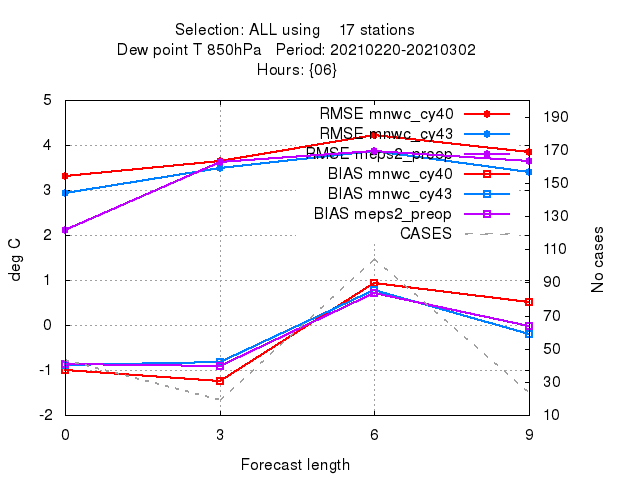 Selection: ALL using 17 stations
Dew point T 850hPa Period: 20210220-20210302
Hours: {06}
5
4
3
2
1
0
-1
-2
deg C
RMSE mnwc_cy40
RMSE mnwc_cy43
RMSE meps2_preop
BIAS mnwc_cy40
BIAS mnwc_cy43
BIAS meps2_preop
CASES
190
170
150
130
110
90
70
50
30
10
No cases
0 3 6 9
Forecast length